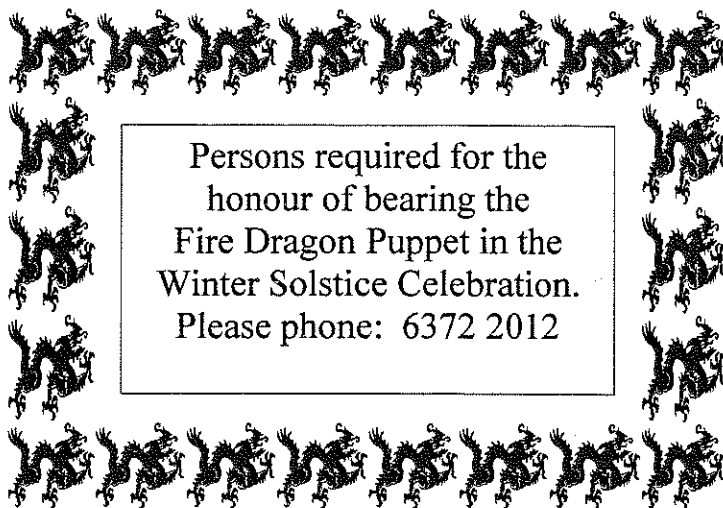 Persons required for the
honour of bearing the
Fire Dragon Puppet in the
Winter Solstice Celebration.
Please phone:  6372 2012